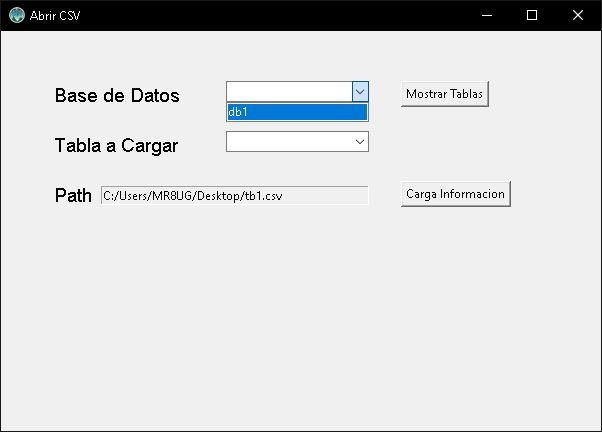 Abrir CSV
Base de Datos
Mostrar Tablas
db1
Tabla a Cargar
Path C:/Users/MR8UG/Desktop/tb1.csv
Carga Informacion